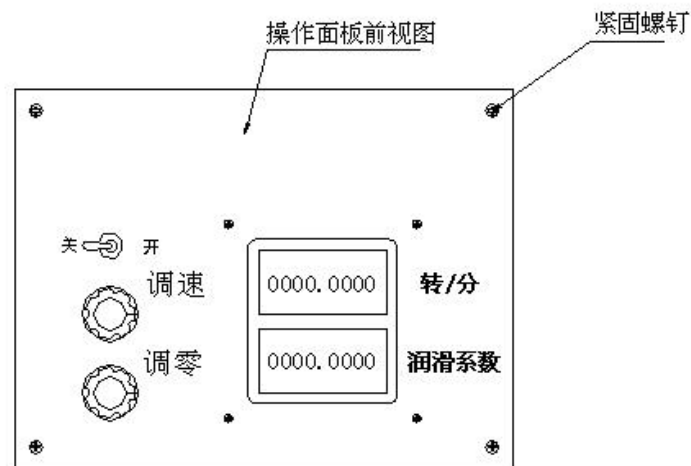 紧固螺钉
操作面板前视图
关 开
调速
0000.0000 转/分
调零
0000.0000 润滑系数